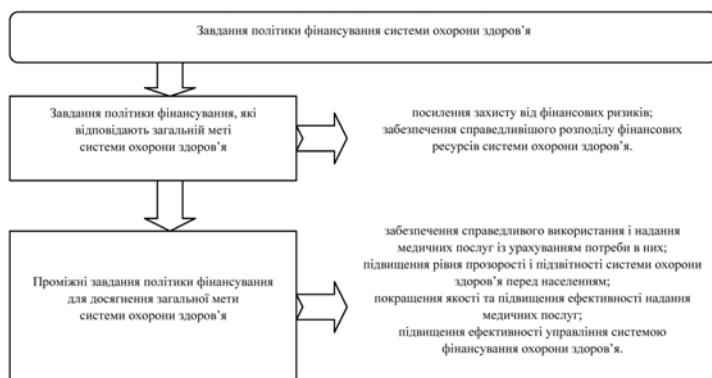 Завдання політики фінансування системи охорони здоров’я
Завдання політики фінансування, які
відповідають загальній меті
системи охорони здоров’я
посилення захисту від фінансових ризиків;
забезпечення справедливішого розподілу фінансових
ресурсів системи охорони здоров’я.
Проміжні завдання політики фінансування
для досягнення загальної мети
системи охорони здоров’я
забезпечення справедливого використання і надання
медичних послуг із урахуванням потреби в них;
підвищення рівня прозорості і підзвітності системи охорони
здоров’я перед населенням;
покращення якості та підвищення ефективності надання
медичних послуг;
підвищення ефективності управління системою
фінансування охорони здоров’я.